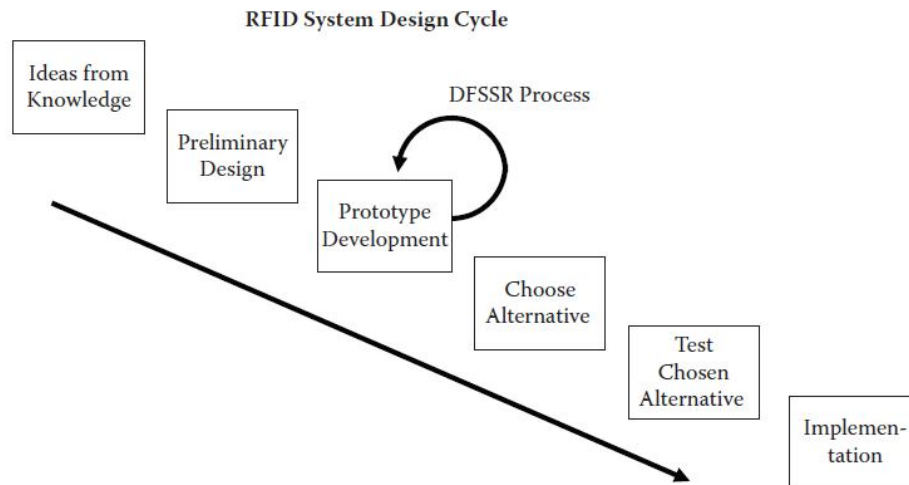 RFID System Design Cycle
Ideas from
Knowledge
DFSSR Process
Preliminary
Design
Prototype
Development
Choose
Alternative
Test
Chosen
Alternative
Implemen-
tation